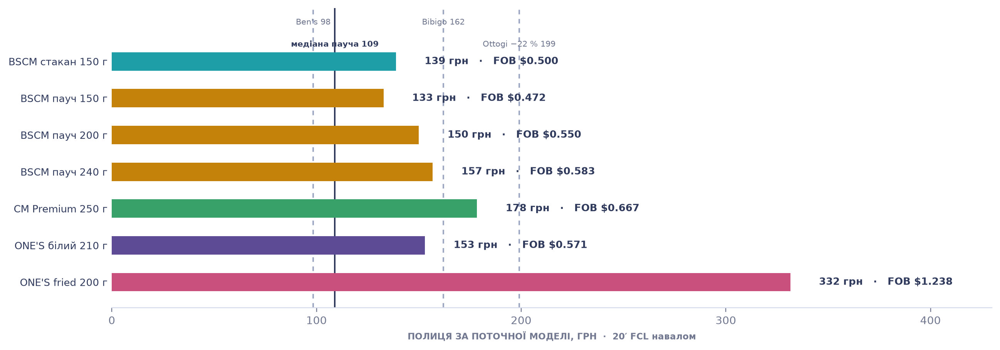 Ben's 98
Bibigo 162
медіана пауча 109
Ottogi −22 % 199
BSCM стакан 150 г
139 грн · FOB $0.500
BSCM пауч 150 г
133 грн · FOB $0.472
BSCM пауч 200 г
150 грн · FOB $0.550
BSCM пауч 240 г
157 грн · FOB $0.583
CM Premium 250 г
178 грн · FOB $0.667
ONE'S білий 210 г
153 грн · FOB $0.571
ONE'S fried 200 г
332 грн · FOB $1.238
0 100 200 300 400
ПОЛИЦЯ ЗА ПОТОЧНОЇ МОДЕЛІ, ГРН · 20′ FCL навалом